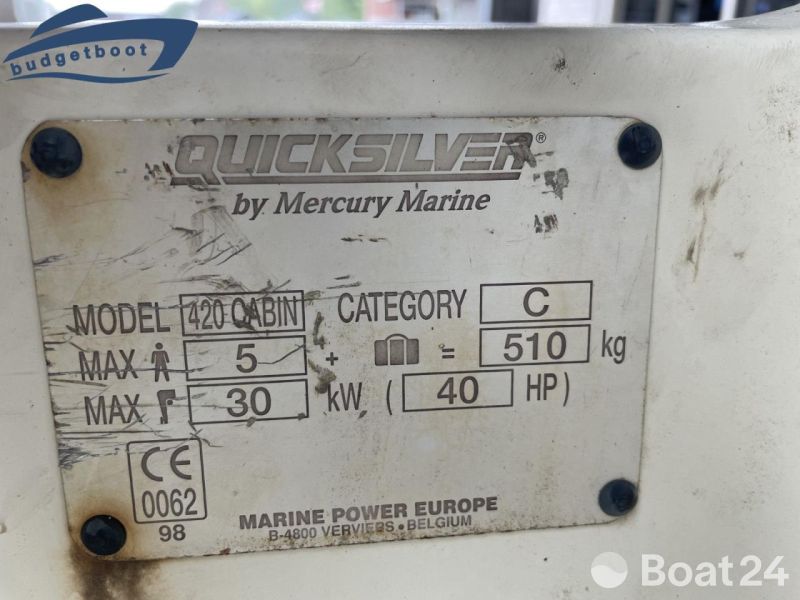 budgetboot
QUICKSILVER®
by Mercury Marine
MODEL 420 CABIN CATEGORY C
MAX 5 + = 510 kg
MAX 30 kW ( 40 HP )
CE
0062
98
MARINE POWER EUROPE
B-4800 VERVIERS • BELGIUM
Boat24